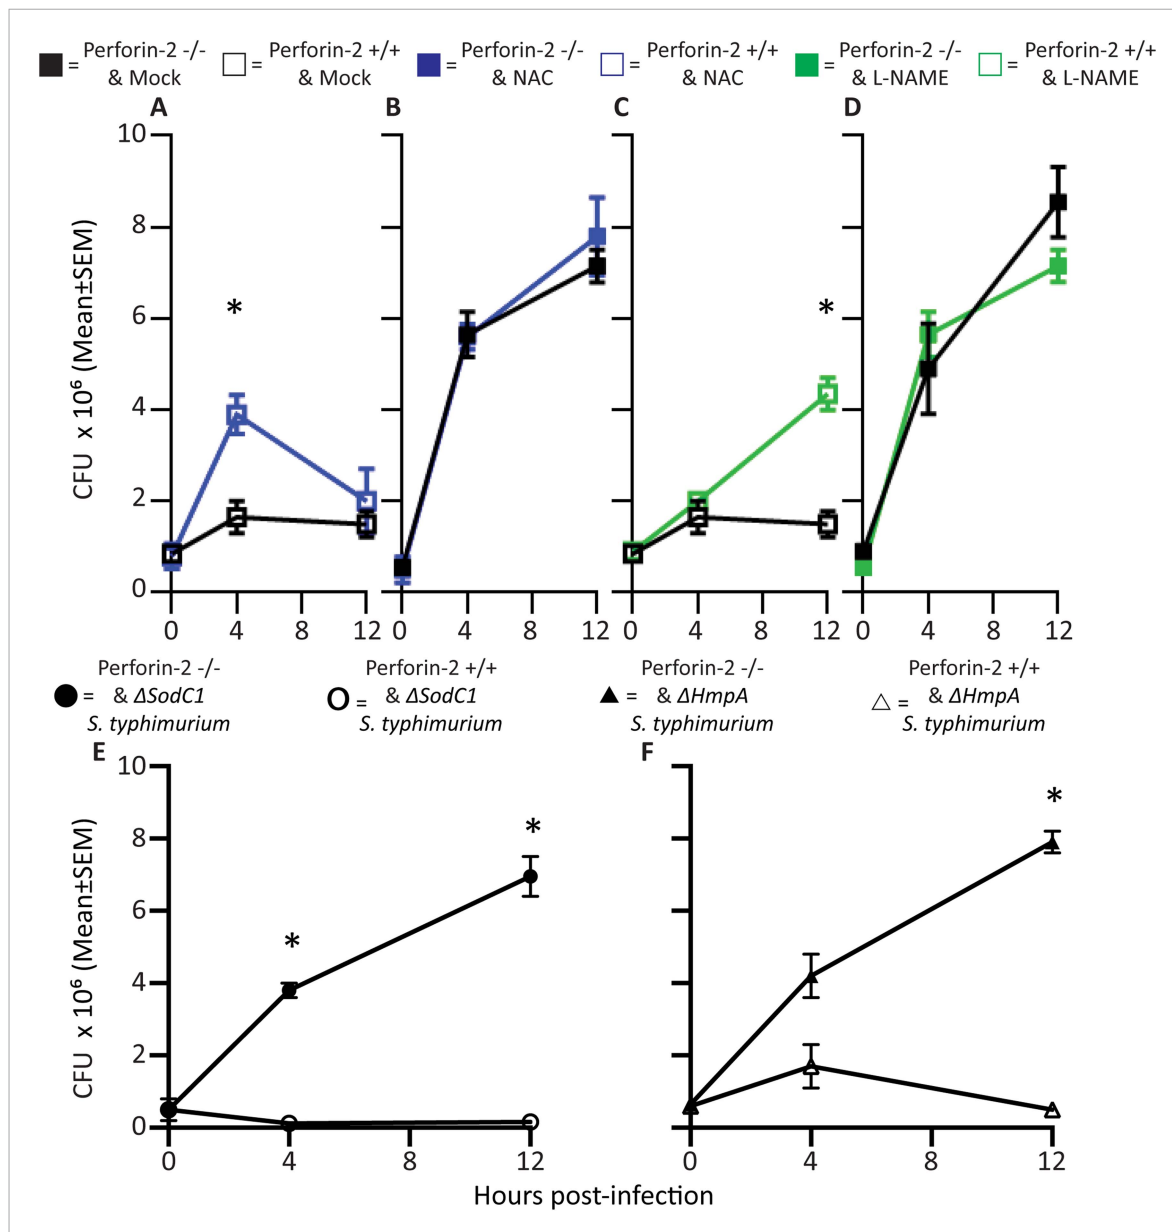 = Perforin-2 -/- & Mock
= Perforin-2 +/+ & Mock
= Perforin-2 -/- & NAC
= Perforin-2 +/+ & NAC
= Perforin-2 -/- & L-NAME
= Perforin-2 +/+ & L-NAME
A B C D
CFU x 10⁶ (Mean±SEM)
10
8
6
4
2
0
*
*
0 4 8 12
0 4 8 12
0 4 8 12
0 4 8 12
Perforin-2 -/-
= & ΔSodC1
S. typhimurium
Perforin-2 +/+
= & ΔSodC1
S. typhimurium
Perforin-2 -/-
= & ΔHmpA
S. typhimurium
Perforin-2 +/+
= & ΔHmpA
S. typhimurium
E F
CFU x 10⁶ (Mean±SEM)
10
8
6
4
2
0
*
*
*
0 4 8 12
0 4 8 12
Hours post-infection